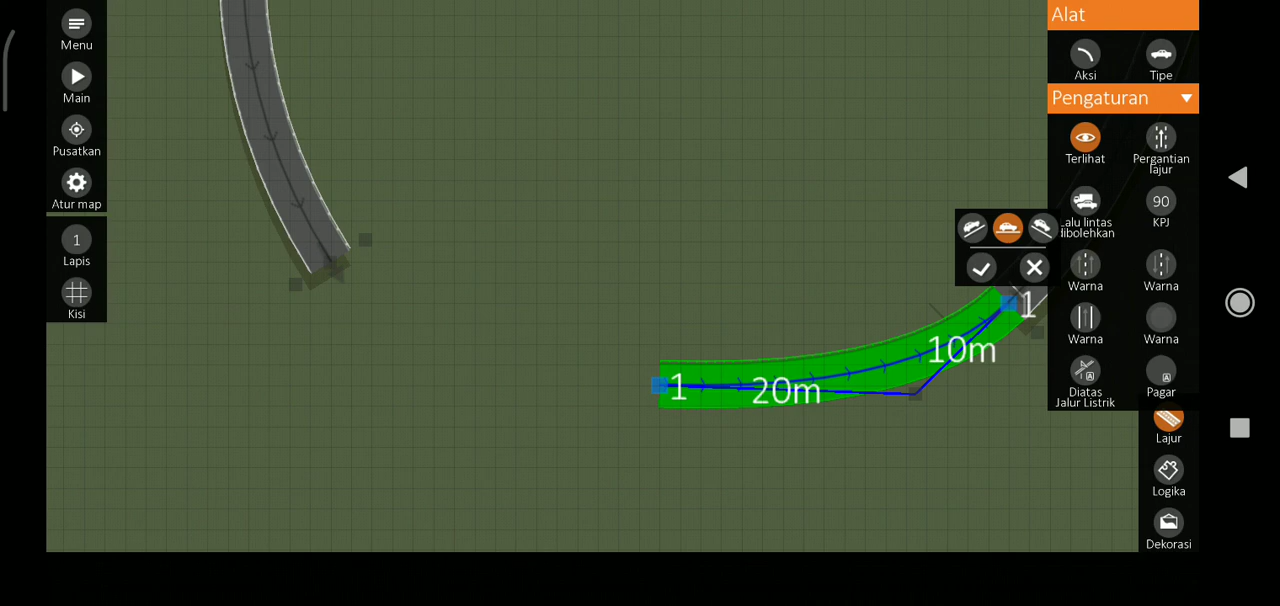 Menu
Main
Pusatkan
Atur map
1
Lapis
Kisi
1
20m
10m
1
Alat
Aksi
Tipe
Pengaturan
Terlihat
Pergantian
lajur
Lalu lintas
dibolehkan
90
KPJ
Warna
Warna
Warna
Warna
A
Diatas
Jalur Listrik
A
Pagar
Lajur
Logika
Dekorasi